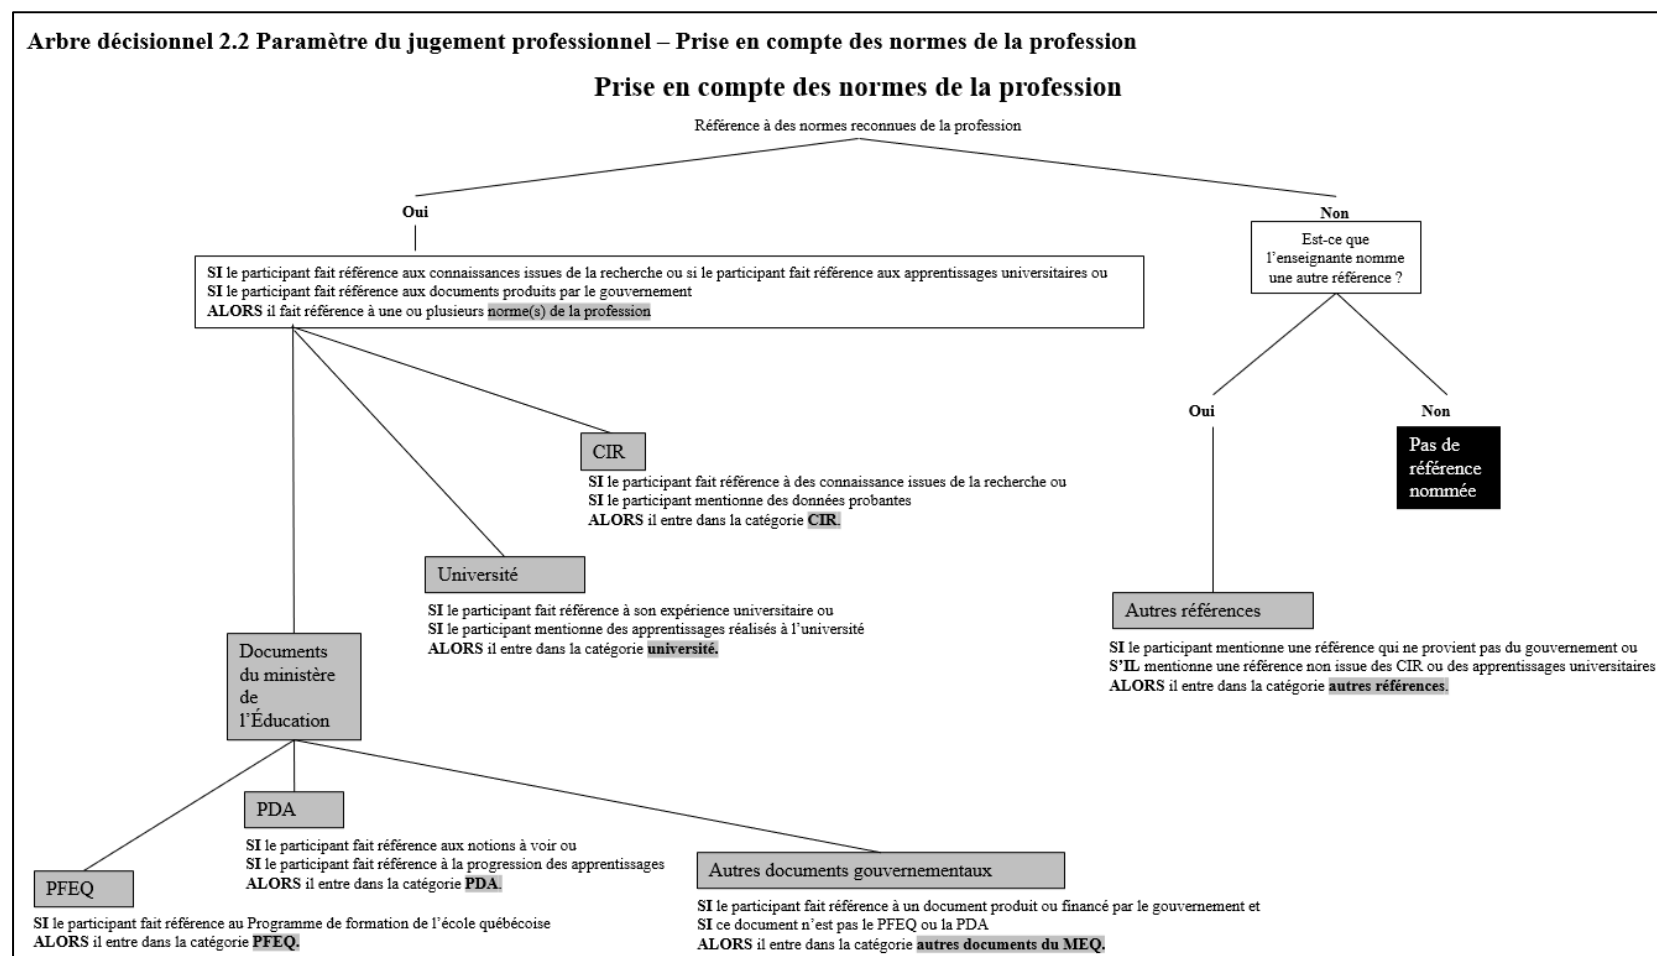 Arbre décisionnel 2.2 Paramètre du jugement professionnel – Prise en compte des normes de la profession
Prise en compte des normes de la profession
Référence à des normes reconnues de la profession
Oui
SI le participant fait référence aux connaissances issues de la recherche ou si le participant fait référence aux apprentissages universitaires ou
SI le participant fait référence aux documents produits par le gouvernement
ALORS il fait référence à une ou plusieurs norme(s) de la profession
Non
Est-ce que
l’enseignante nomme
une autre référence ?
CIR
SI le participant fait référence à des connaissance issues de la recherche ou
SI le participant mentionne des données probantes
ALORS il entre dans la catégorie CIR.
Université
SI le participant fait référence à son expérience universitaire ou
SI le participant mentionne des apprentissages réalisés à l’université
ALORS il entre dans la catégorie université.
Documents
du ministère
de
l’Éducation
PDA
SI le participant fait référence aux notions à voir ou
SI le participant fait référence à la progression des apprentissages
ALORS il entre dans la catégorie PDA.
PFEQ
SI le participant fait référence au Programme de formation de l’école québécoise
ALORS il entre dans la catégorie PFEQ.
Autres documents gouvernementaux
SI le participant fait référence à un document produit ou financé par le gouvernement et
SI ce document n’est pas le PFEQ ou la PDA
ALORS il entre dans la catégorie autres documents du MEQ.
Oui
Autres références
SI le participant mentionne une référence qui ne provient pas du gouvernement ou
S’IL mentionne une référence non issue des CIR ou des apprentissages universitaires
ALORS il entre dans la catégorie autres références.
Non
Pas de
référence
nommée